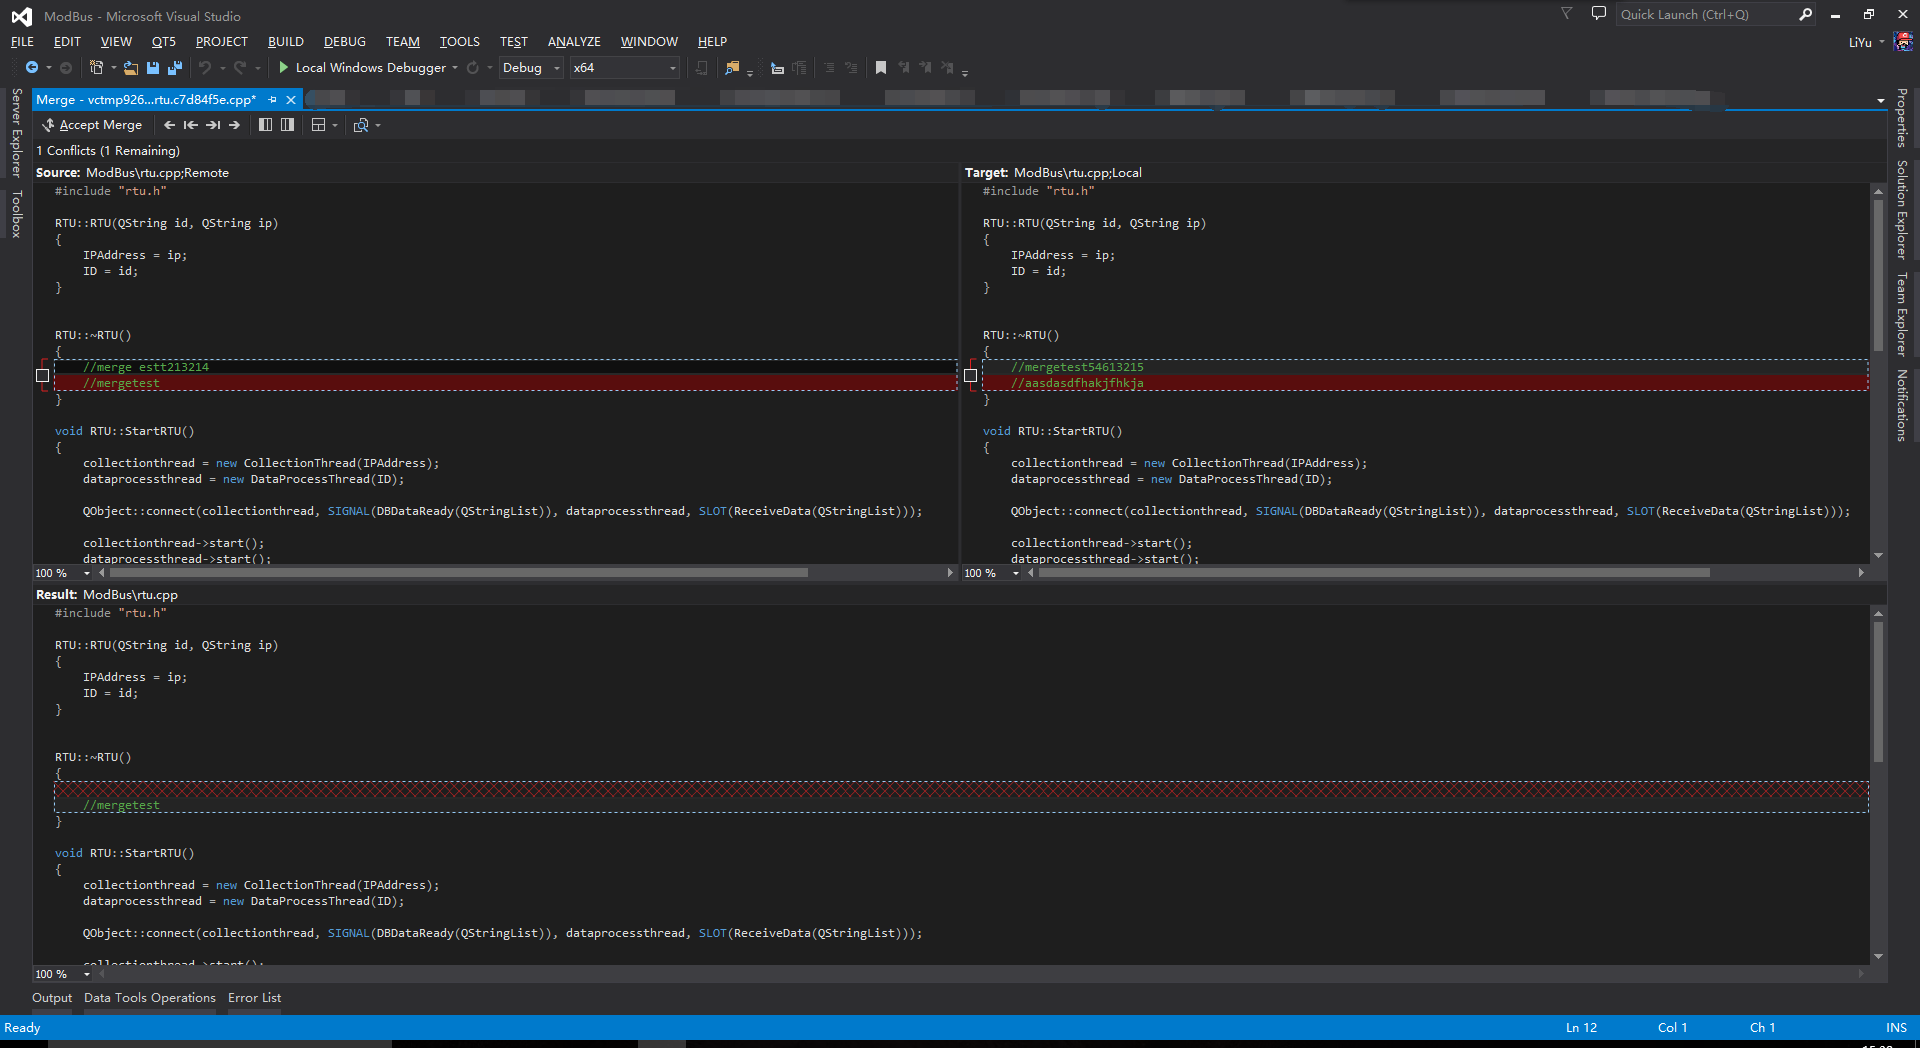 ModBus - Microsoft Visual Studio
Quick Launch (Ctrl+Q)
FILE EDIT VIEW QT5 PROJECT BUILD DEBUG TEAM TOOLS TEST ANALYZE WINDOW HELP
LiYu
Local Windows Debugger Debug x64
Server Explorer
Toolbox
Merge - vctmp926...rtu.c7d84f5e.cpp*
Accept Merge
1 Conflicts (1 Remaining)
Source: ModBus\rtu.cpp;Remote
#include "rtu.h"
RTU::RTU(QString id, QString ip)
{
IPAddress = ip;
ID = id;
}
RTU::~RTU()
{
//merge estt213214
//mergetest
}
void RTU::StartRTU()
{
collectionthread = new CollectionThread(IPAddress);
dataprocessthread = new DataProcessThread(ID);
QObject::connect(collectionthread, SIGNAL(DBDataReady(QStringList)), dataprocessthread, SLOT(ReceiveData(QStringList)));
collectionthread->start();
dataprocessthread->start();
100 %
Target: ModBus\rtu.cpp;Local
#include "rtu.h"
RTU::RTU(QString id, QString ip)
{
IPAddress = ip;
ID = id;
}
RTU::~RTU()
{
//mergetest54613215
//aasdasdfhakjfhkja
}
void RTU::StartRTU()
{
collectionthread = new CollectionThread(IPAddress);
dataprocessthread = new DataProcessThread(ID);
QObject::connect(collectionthread, SIGNAL(DBDataReady(QStringList)), dataprocessthread, SLOT(ReceiveData(QStringList)));
collectionthread->start();
dataprocessthread->start();
100 %
Properties
Solution Explorer
Team Explorer
Notifications
Result: ModBus\rtu.cpp
#include "rtu.h"
RTU::RTU(QString id, QString ip)
{
IPAddress = ip;
ID = id;
}
RTU::~RTU()
{
//mergetest
}
void RTU::StartRTU()
{
collectionthread = new CollectionThread(IPAddress);
dataprocessthread = new DataProcessThread(ID);
QObject::connect(collectionthread, SIGNAL(DBDataReady(QStringList)), dataprocessthread, SLOT(ReceiveData(QStringList)));
collectionthread->start();
100 %
Output Data Tools Operations Error List
Ready Ln 12 Col 1 Ch 1 INS